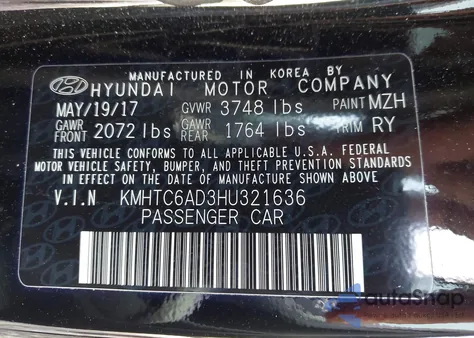 MANUFACTURED IN KOREA BY
HYUNDAI MOTOR COMPANY
MAY/19/17 GVWR 3748 lbs PAINT MZH
GAWR FRONT 2072 lbs GAWR REAR 1764 lbs TRIM RY
THIS VEHICLE CONFORMS TO ALL APPLICABLE U.S.A. FEDERAL
MOTOR VEHICLE SAFETY, BUMPER, AND THEFT PREVENTION STANDARDS
IN EFFECT ON THE DATE OF MANUFACTURE SHOWN ABOVE
V.I.N KMHTC6AD3HU321636
PASSENGER CAR
autoSnap